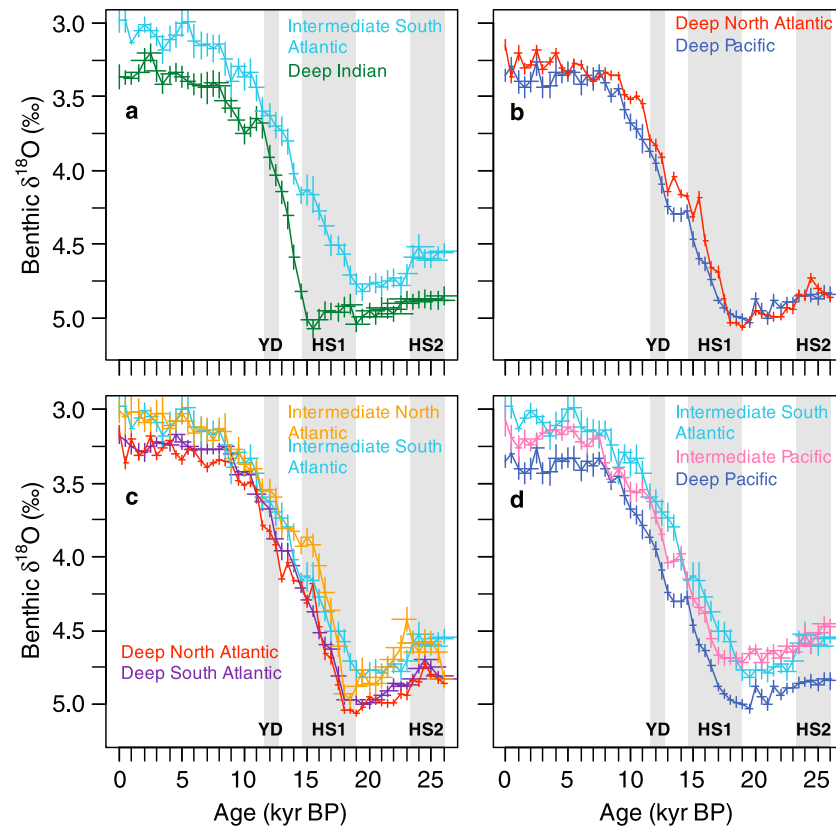 Intermediate South
Atlantic
Deep Indian
a
3.0
3.5
4.0
4.5
5.0
Benthic δ18O (‰)
YD
HS1
HS2
Deep North Atlantic
Deep Pacific
b
YD
HS1
HS2
Intermediate North
Atlantic
Intermediate South
Atlantic
c
3.0
3.5
4.0
4.5
5.0
Benthic δ18O (‰)
Deep North Atlantic
Deep South Atlantic
YD
HS1
HS2
0 5 10 15 20 25
Age (kyr BP)
Intermediate South
Atlantic
Intermediate Pacific
Deep Pacific
d
YD
HS1
HS2
0 5 10 15 20 25
Age (kyr BP)